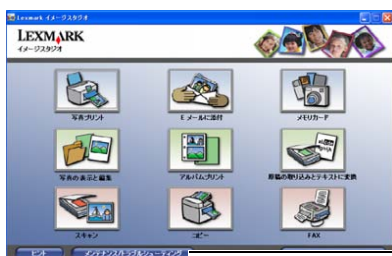 Lexmark イメージスタジオ
LEXMARK
イメージスタジオ
写真プリント
E メールに添付
メモリカード
写真の表示と編集
アルバムプリント
原稿の取り込みとテキストに変換
スキャン
コピー
FAX
ヒント
メンテナンス/トラブルシューティング